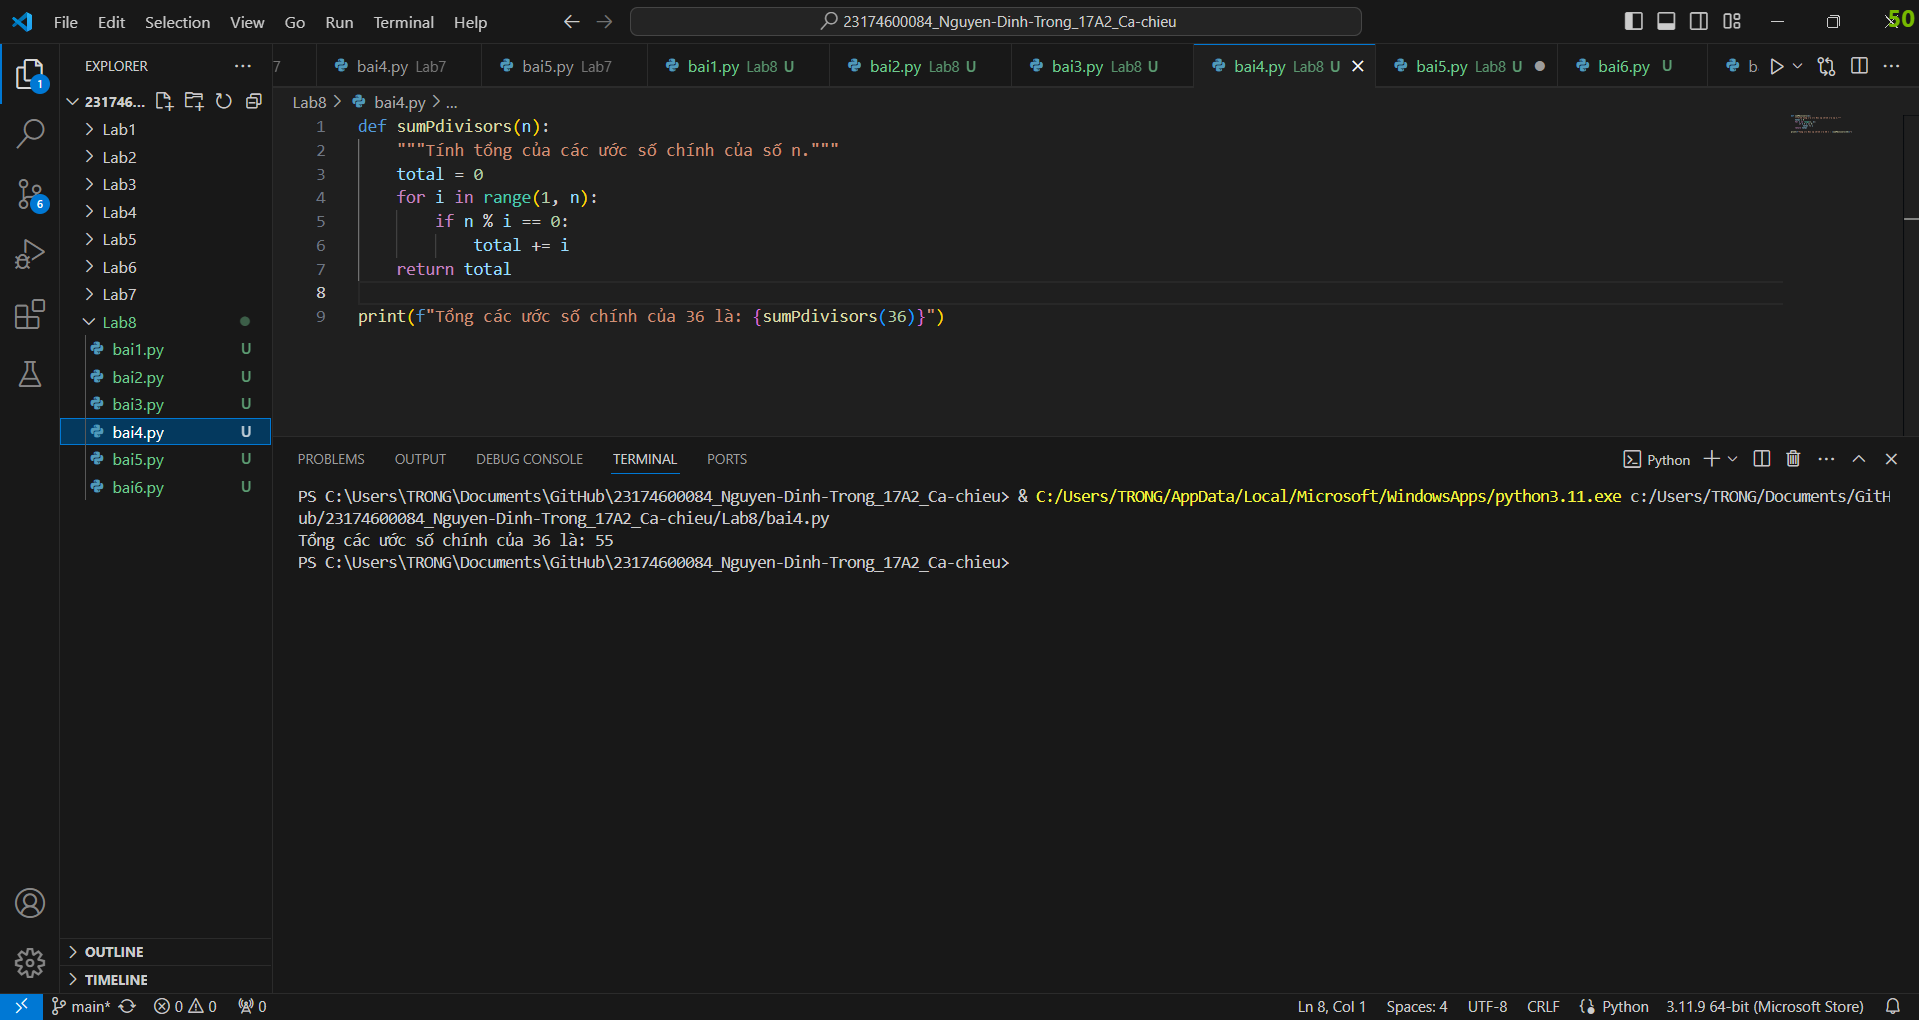 File Edit Selection View Go Run Terminal Help
23174600084_Nguyen-Dinh-Trong_17A2_Ca-chieu
50
EXPLORER
7
bai4.py Lab7
bai5.py Lab7
bai1.py Lab8 U
bai2.py Lab8 U
bai3.py Lab8 U
bai4.py Lab8 U
bai5.py Lab8 U
bai6.py U
b
1
231746...
Lab1
Lab2
Lab3
Lab4
Lab5
Lab6
Lab7
Lab8
bai1.py U
bai2.py U
bai3.py U
bai4.py U
bai5.py U
bai6.py U
6
OUTLINE
TIMELINE
Lab8 > bai4.py > ...
1 def sumPdivisors(n):
2 """Tính tổng của các ước số chính của số n."""
3 total = 0
4 for i in range(1, n):
5 if n % i == 0:
6 total += i
7 return total
8
9 print(f"Tổng các ước số chính của 36 là: {sumPdivisors(36)}")
PROBLEMS OUTPUT DEBUG CONSOLE TERMINAL PORTS
Python
PS C:\Users\TRONG\Documents\GitHub\23174600084_Nguyen-Dinh-Trong_17A2_Ca-chieu> & C:/Users/TRONG/AppData/Local/Microsoft/WindowsApps/python3.11.exe c:/Users/TRONG/Documents/GitH
ub/23174600084_Nguyen-Dinh-Trong_17A2_Ca-chieu/Lab8/bai4.py
Tổng các ước số chính của 36 là: 55
PS C:\Users\TRONG\Documents\GitHub\23174600084_Nguyen-Dinh-Trong_17A2_Ca-chieu>
main* 0 0 0
Ln 8, Col 1 Spaces: 4 UTF-8 CRLF Python 3.11.9 64-bit (Microsoft Store)